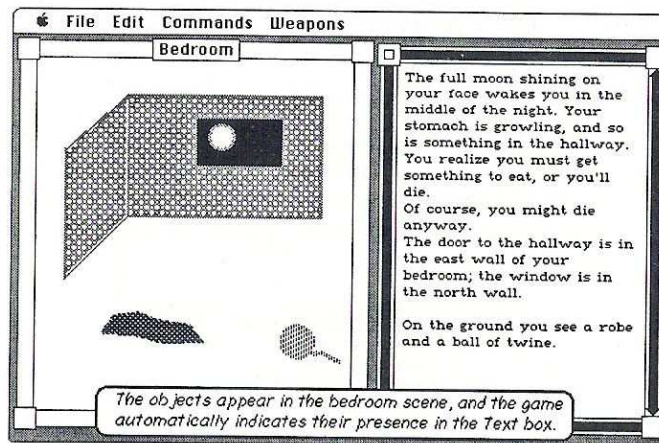 File Edit Commands Weapons
Bedroom
The full moon shining on
your face wakes you in the
middle of the night. Your
stomach is growling, and so
is something in the hallway.
You realize you must get
something to eat, or you'll
die.
Of course, you might die
anyway.
The door to the hallway is in
the east wall of your
bedroom; the window is in
the north wall.
On the ground you see a robe
and a ball of twine.
The objects appear in the bedroom scene, and the game
automatically indicates their presence in the Text box.